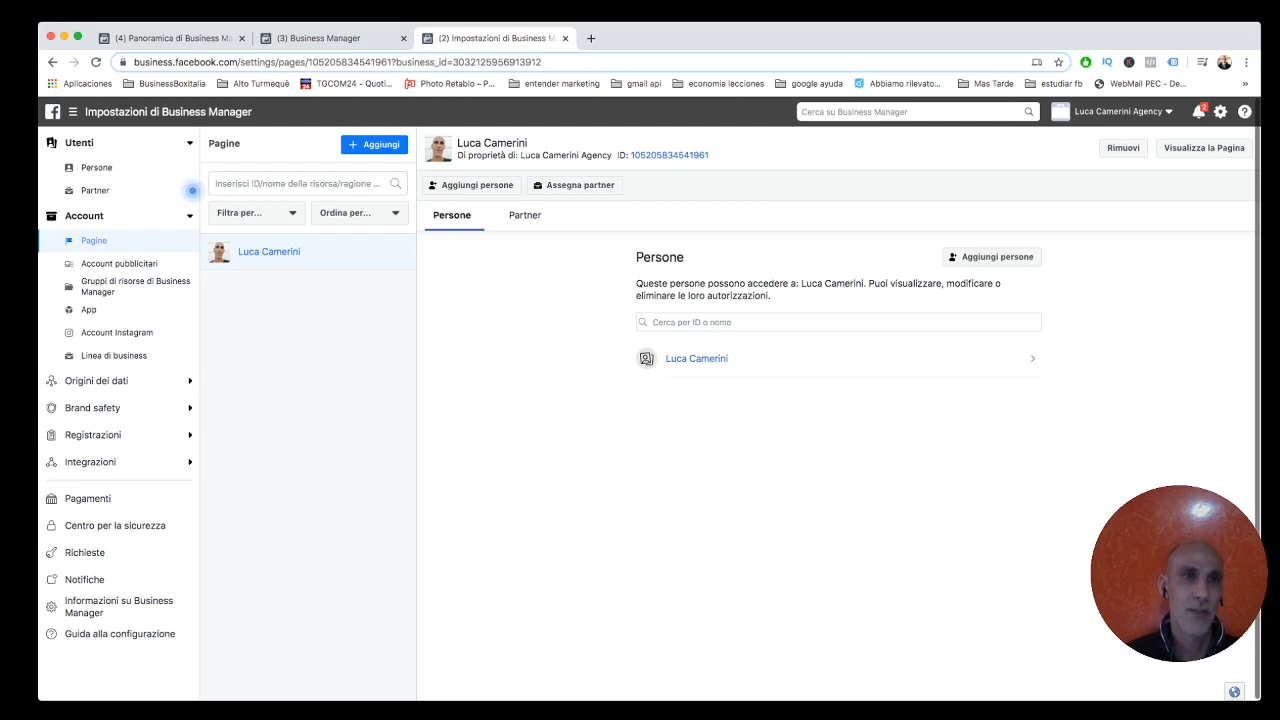 (4) Panoramica di Business Ma
(3) Business Manager
(2) Impostazioni di Business M
business.facebook.com/settings/pages/105205834541961?business_id=3032125956913912
Aplicaciones
BusinessBoxItalia
Alto Turmequè
TGCOM24 - Quoti...
Photo Retablo – P...
entender marketing
gmail api
economia lecciones
google ayuda
Abbiamo rilevato...
Mas Tarde
estudiar fb
WebMail PEC - De...
»
Impostazioni di Business Manager
Cerca su Business Manager
Luca Camerini Agency
2
Utenti
Persone
Partner
Account
Pagine
Account pubblicitari
Gruppi di risorse di Business
Manager
App
Account Instagram
Linea di business
Origini dei dati
Brand safety
Registrazioni
Integrazioni
Pagamenti
Centro per la sicurezza
Richieste
Notifiche
Informazioni su Business
Manager
Guida alla configurazione
Pagine
+ Aggiungi
Inserisci ID/nome della risorsa/ragione ...
Filtra per...
Ordina per...
Luca Camerini
Luca Camerini
Di proprietà di: Luca Camerini Agency ID: 105205834541961
Rimuovi
Visualizza la Pagina
Aggiungi persone
Assegna partner
Persone
Partner
Persone
Aggiungi persone
Queste persone possono accedere a: Luca Camerini. Puoi visualizzare, modificare o
eliminare le loro autorizzazioni.
Cerca per ID o nome
Luca Camerini